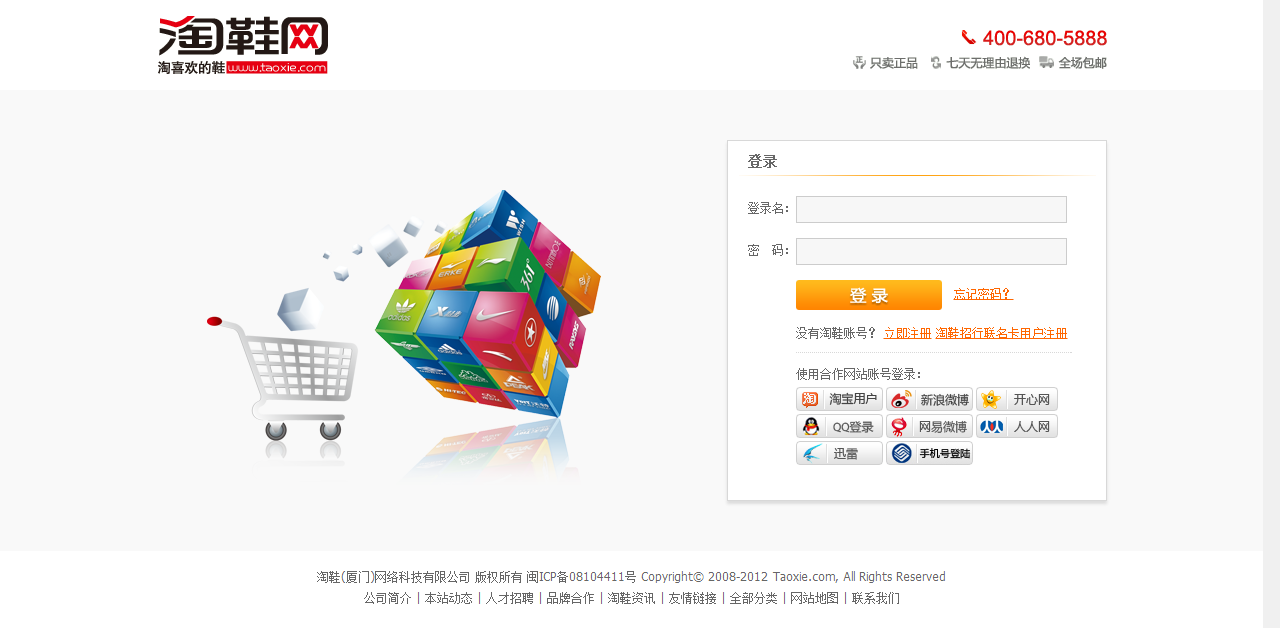 淘鞋网
淘喜欢的鞋 www.taoxie.com
400-680-5888
只卖正品 七天无理由退换 全场包邮
登录
登录名：
密 码：
登 录 忘记密码？
没有淘鞋账号？ 立即注册 淘鞋招行联名卡用户注册
使用合作网站账号登录：
淘 淘宝用户 新浪微博 开心网
QQ登录 网易微博 人人网
迅雷 手机号登陆
WISH
361°
ERKE
adidas
PEAK
淘鞋(厦门)网络科技有限公司 版权所有 闽ICP备08104411号 Copyright© 2008-2012 Taoxie.com, All Rights Reserved
公司简介 | 本站动态 | 人才招聘 | 品牌合作 | 淘鞋资讯 | 友情链接 | 全部分类 | 网站地图 | 联系我们